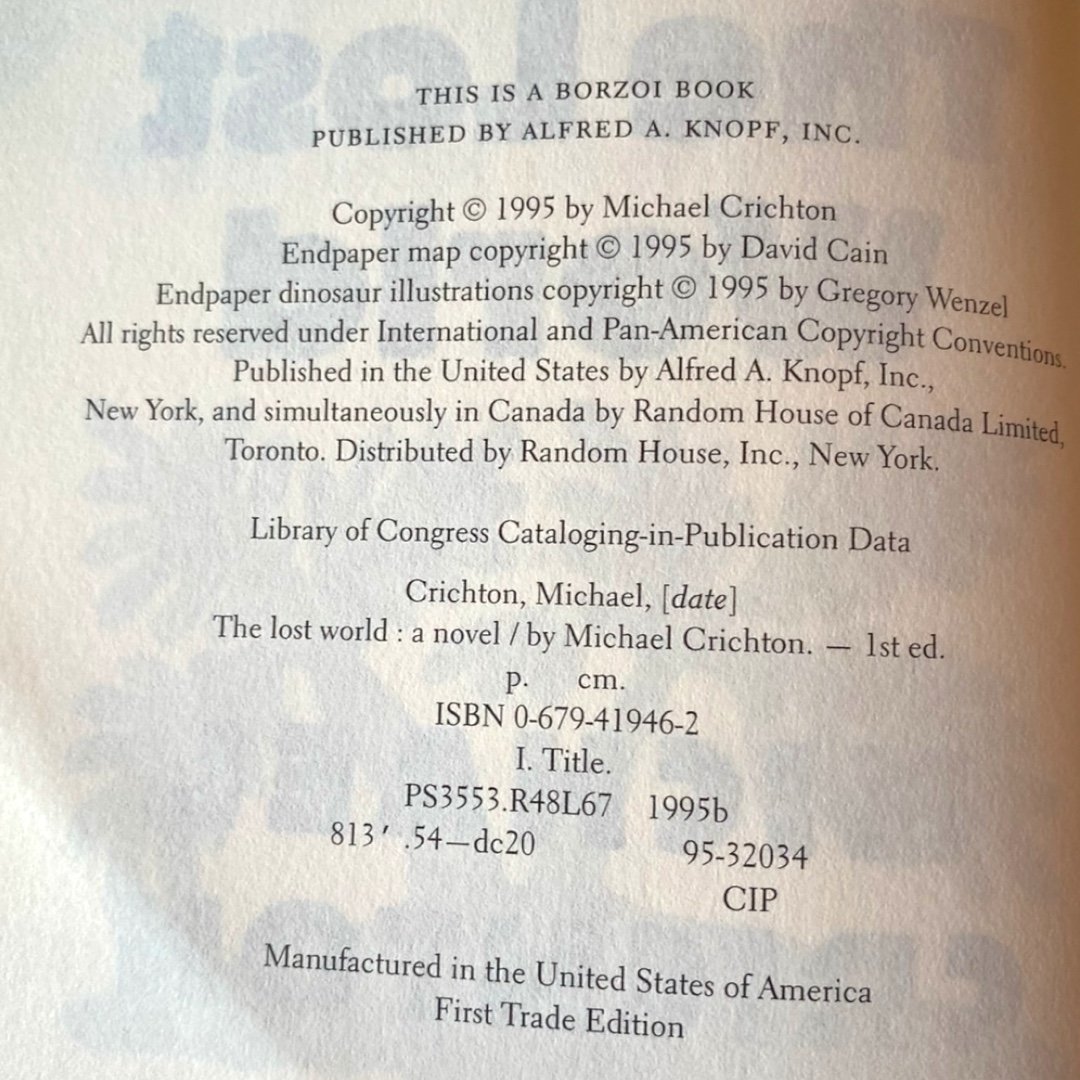 THIS IS A BORZOI BOOK
PUBLISHED BY ALFRED A. KNOPF, INC.
Copyright © 1995 by Michael Crichton
Endpaper map copyright © 1995 by David Cain
Endpaper dinosaur illustrations copyright © 1995 by Gregory Wenzel
All rights reserved under International and Pan-American Copyright Conventions.
Published in the United States by Alfred A. Knopf, Inc.,
New York, and simultaneously in Canada by Random House of Canada Limited,
Toronto. Distributed by Random House, Inc., New York.
Library of Congress Cataloging-in-Publication Data
Crichton, Michael, [date]
The lost world : a novel / by Michael Crichton. — 1st ed.
p. cm.
ISBN 0-679-41946-2
I. Title.
PS3553.R48L67 1995b
813′ .54—dc20 95-32034
CIP
Manufactured in the United States of America
First Trade Edition